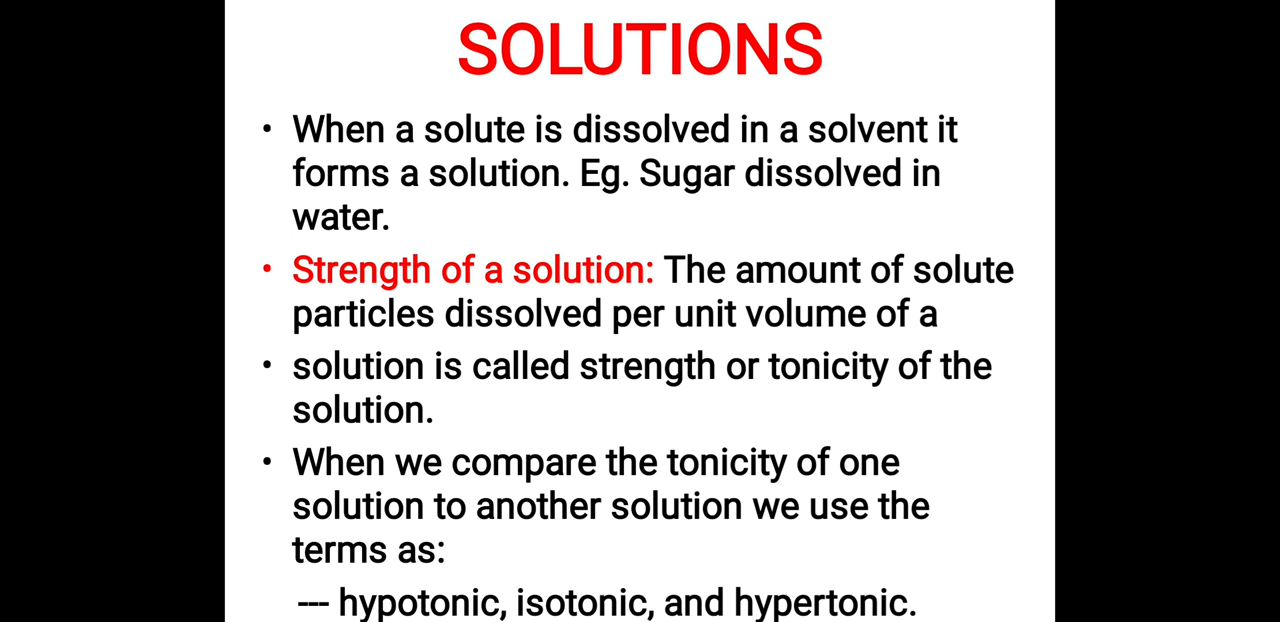 SOLUTIONS
• When a solute is dissolved in a solvent it
forms a solution. Eg. Sugar dissolved in
water.
• Strength of a solution: The amount of solute
particles dissolved per unit volume of a
• solution is called strength or tonicity of the
solution.
• When we compare the tonicity of one
solution to another solution we use the
terms as:
--- hypotonic, isotonic, and hypertonic.